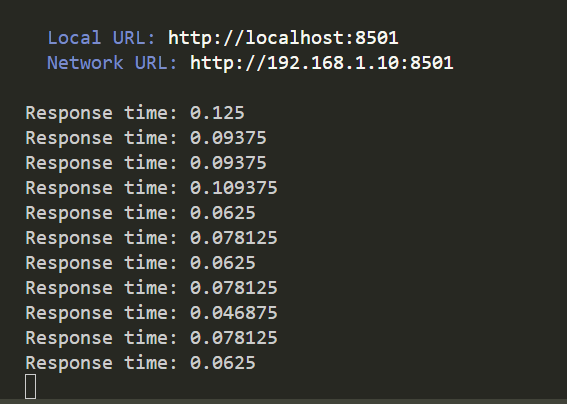 Local URL: http://localhost:8501
Network URL: http://192.168.1.10:8501
Response time: 0.125
Response time: 0.09375
Response time: 0.09375
Response time: 0.109375
Response time: 0.0625
Response time: 0.078125
Response time: 0.0625
Response time: 0.078125
Response time: 0.046875
Response time: 0.078125
Response time: 0.0625